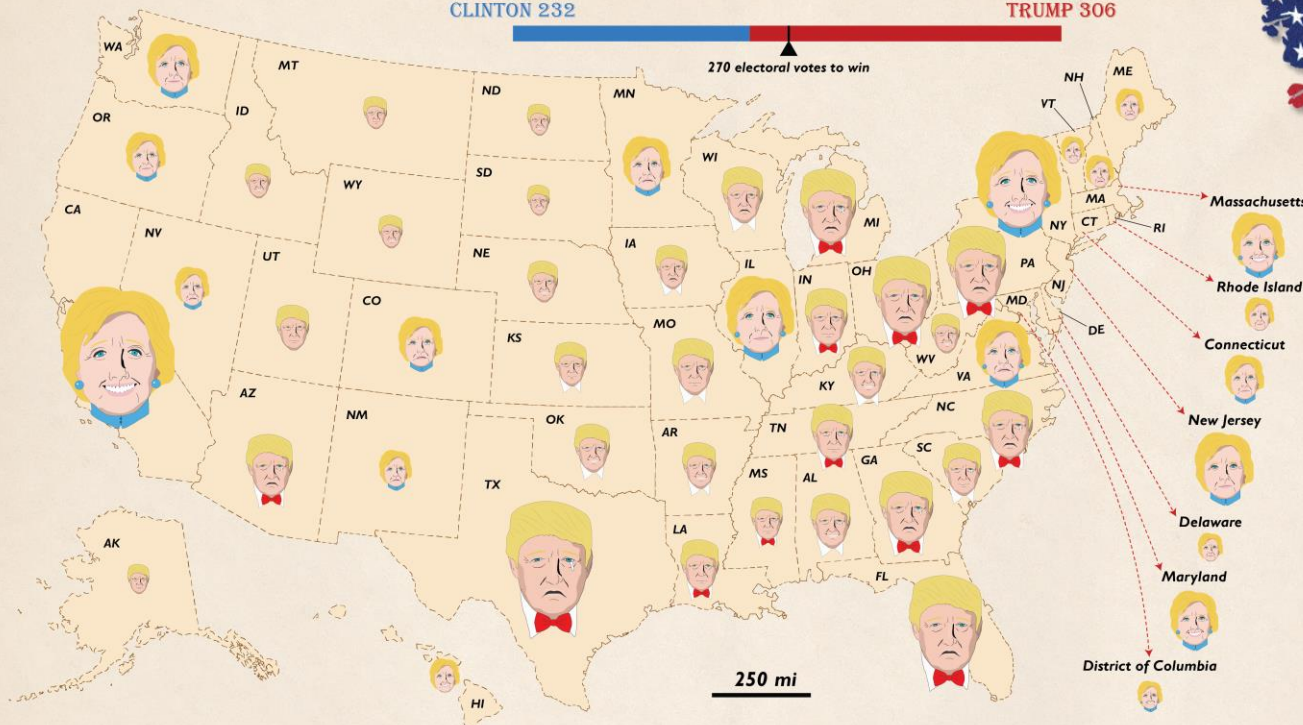 CLINTON 232
TRUMP 306
270 electoral votes to win
WA
MT
ND
MN
NH
ME
VT
OR
ID
WI
SD
WY
MI
MA
Massachusetts
CA
NV
NE
IA
NY
CT
RI
UT
IL
IN
OH
PA
CO
NJ
Rhode Island
MD
KS
MO
DE
Connecticut
WV
VA
KY
AZ
NM
OK
NC
New Jersey
AR
TN
SC
GA
MS
AL
TX
Delaware
LA
AK
FL
Maryland
District of Columbia
250 mi
HI